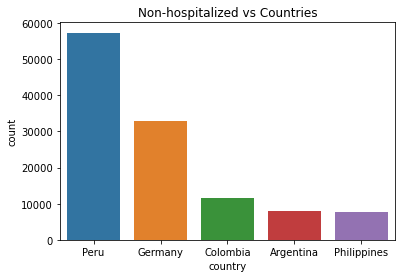 Non-hospitalized vs Countries
60000
50000
40000
30000
20000
10000
0
count
Peru Germany Colombia Argentina Philippines
country